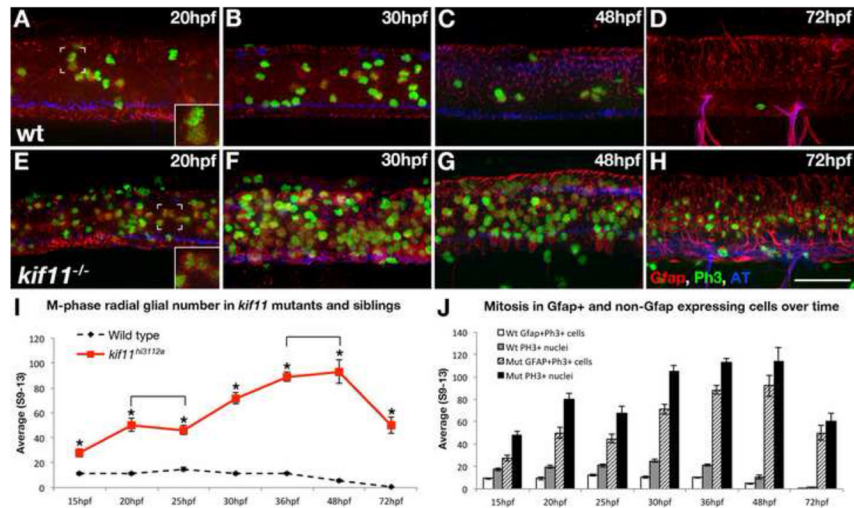 A 20hpf B 30hpf C 48hpf D 72hpf
wt
E 20hpf F 30hpf G 48hpf H 72hpf
kif11-/- Gfap, Ph3, AT
I M-phase radial glial number in kif11 mutants and siblings
Wild type
kif11hi3112a
Average (S9-13)
120
100
80
60
40
20
0
* * * * * * *
15hpf 20hpf 25hpf 30hpf 36hpf 48hpf 72hpf
J Mitosis in Gfap+ and non-Gfap expressing cells over time
Wt Gfap+Ph3+ cells
Wt PH3+ nuclei
Mut GFAP+Ph3+ cells
Mut PH3+ nuclei
Average (S9-13)
140
120
100
80
60
40
20
0
15hpf 20hpf 25hpf 30hpf 36hpf 48hpf 72hpf